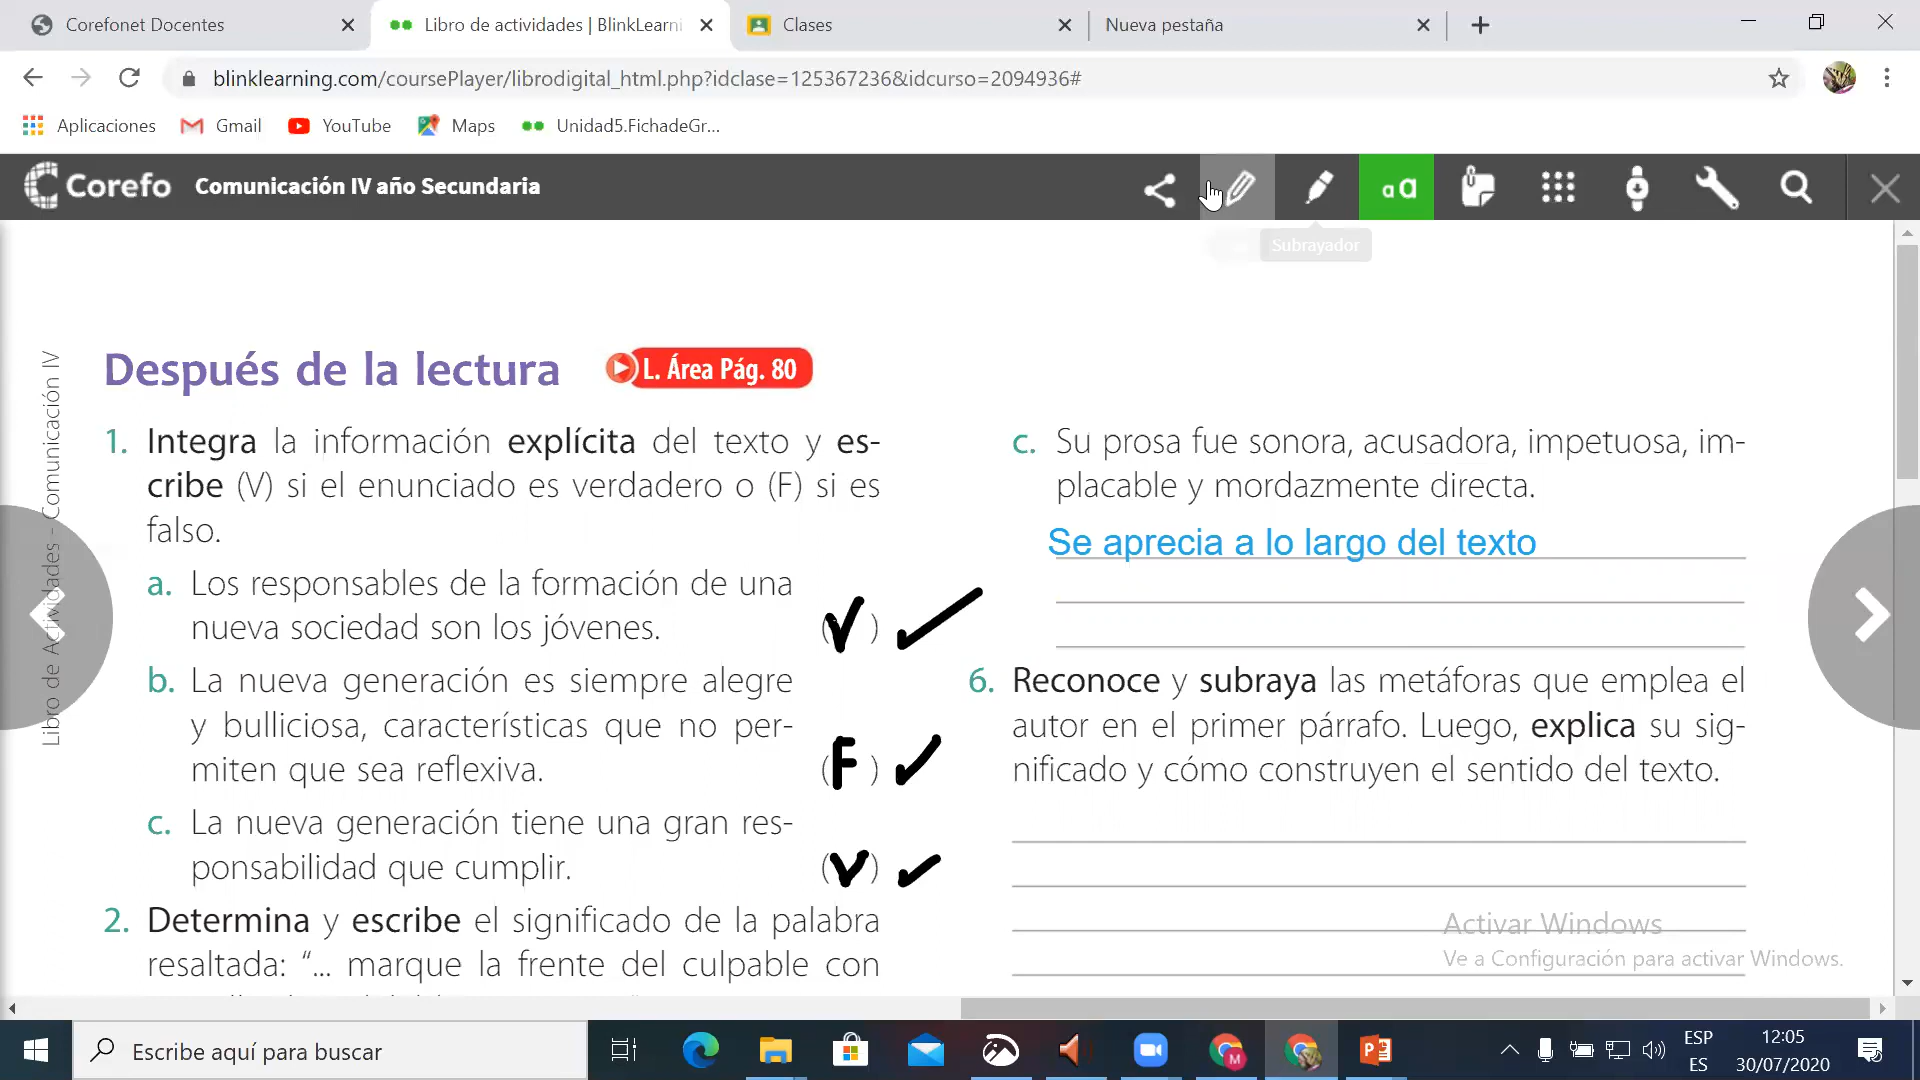 Corefonet Docentes
Libro de actividades | BlinkLearni
Clases
Nueva pestaña
blinklearning.com/coursePlayer/librodigital_html.php?idclase=125367236&idcurso=2094936#
Aplicaciones
Gmail
YouTube
Maps
Unidad5.FichadeGr...
Corefo
Comunicación IV año Secundaria
a a
Subrayador
Libro de Actividades - Comunicación IV
Después de la lectura
L. Área Pág. 80
1. Integra la información explícita del texto y es-
cribe (V) si el enunciado es verdadero o (F) si es
falso.
a. Los responsables de la formación de una
nueva sociedad son los jóvenes. (V)
b. La nueva generación es siempre alegre
y bulliciosa, características que no per-
miten que sea reflexiva. (F)
c. La nueva generación tiene una gran res-
ponsabilidad que cumplir. (V)
2. Determina y escribe el significado de la palabra
resaltada: “... marque la frente del culpable con
c. Su prosa fue sonora, acusadora, impetuosa, im-
placable y mordazmente directa.
Se aprecia a lo largo del texto
6. Reconoce y subraya las metáforas que emplea el
autor en el primer párrafo. Luego, explica su sig-
nificado y cómo construyen el sentido del texto.
Activar Windows
Ve a Configuración para activar Windows.
Escribe aquí para buscar
M
ESP
ES
12:05
30/07/2020